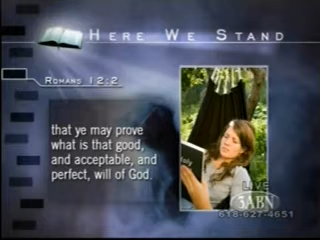 HERE WE STAND
ROMANS 12:2
that ye may prove
what is that good,
and acceptable, and
perfect, will of God.
LIVE
3ABN
618-627-4651